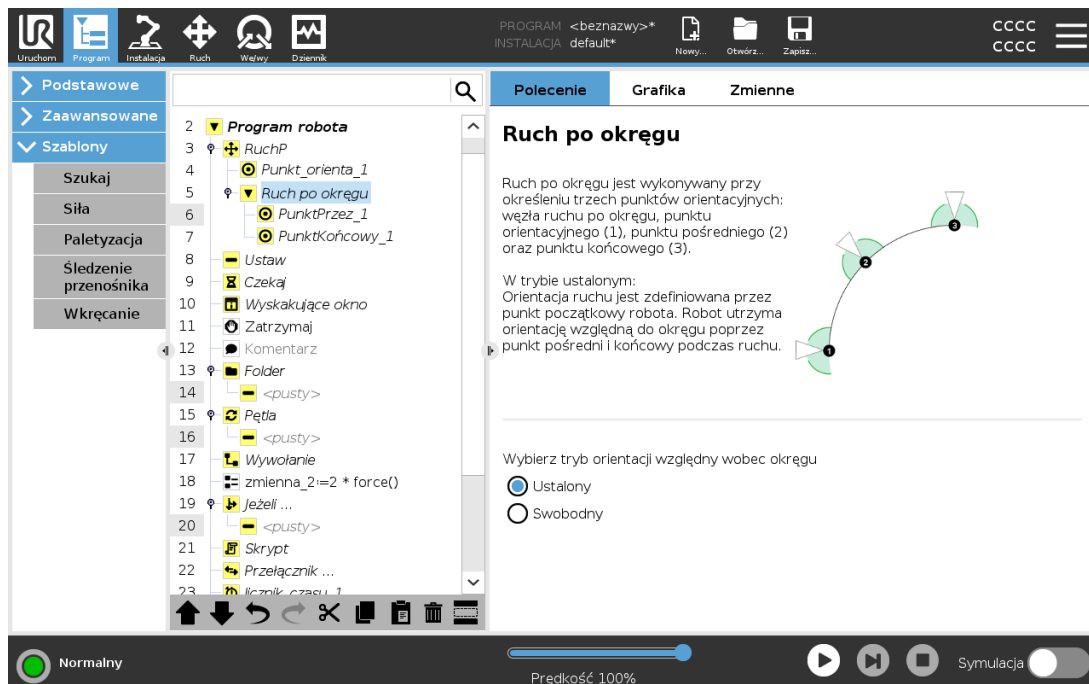 UR
PROGRAM <beznazwy>*
INSTALACJA default*
CCCC
CCCC
Uruchom
Program
Instalacja
Ruch
We/wy
Dziennik
Nowy...
Otwórz...
Zapisz...
Podstawowe
Zaawansowane
Szablony
Szukaj
Siła
Paletyzacja
Śledzenie
przenośnika
Wkręcanie
2 Program robota
3 RuchP
4 Punkt_orienta_1
5 Ruch po okręgu
6 PunktPrzez_1
7 PunktKońcowy_1
8 Ustaw
9 Czekaj
10 Wyskakujące okno
11 Zatrzymaj
12 Komentarz
13 Folder
14 <pusty>
15 Pętla
16 <pusty>
17 Wywołanie
18 zmienna_2≔2 * force()
19 Jeżeli ...
20 <pusty>
21 Skrypt
22 Przełącznik ...
23 licznik_czasu_1
Polecenie
Grafika
Zmienne
Ruch po okręgu
Ruch po okręgu jest wykonywany przy
określeniu trzech punktów orientacyjnych:
węzła ruchu po okręgu, punktu
orientacyjnego (1), punktu pośredniego (2)
oraz punktu końcowego (3).
W trybie ustalonym:
Orientacja ruchu jest zdefiniowana przez
punkt początkowy robota. Robot utrzyma
orientację względną do okręgu poprzez
punkt pośredni i końcowy podczas ruchu.
3
2
1
Wybierz tryb orientacji względny wobec okręgu
Ustalony
Swobodny
Normalny
Prędkość 100%
Symulacja